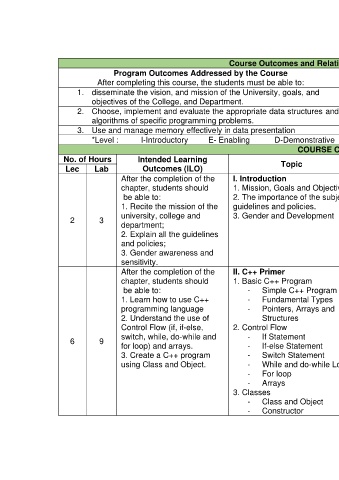 Course Outcomes and Relati
Program Outcomes Addressed by the Course
After completing this course, the students must be able to:
1. disseminate the vision, and mission of the University, goals, and
objectives of the College, and Department.
2. Choose, implement and evaluate the appropriate data structures and
algorithms of specific programming problems.
3. Use and manage memory effectively in data presentation
*Level : I-Introductory E- Enabling D-Demonstrative
COURSE C
No. of Hours
Lec Lab
Intended Learning
Outcomes (ILO)
Topic
2 3
After the completion of the
chapter, students should
be able to:
1. Recite the mission of the
university, college and
department;
2. Explain all the guidelines
and policies;
3. Gender awareness and
sensitivity.
I. Introduction
1. Mission, Goals and Objectiv
2. The importance of the subje
guidelines and policies.
3. Gender and Development
6 9
After the completion of the
chapter, students should
be able to:
1. Learn how to use C++
programming language
2. Understand the use of
Control Flow (if, if-else,
switch, while, do-while and
for loop) and arrays.
3. Create a C++ program
using Class and Object.
II. C++ Primer
1. Basic C++ Program
- Simple C++ Program
- Fundamental Types
- Pointers, Arrays and
Structures
2. Control Flow
- If Statement
- If-else Statement
- Switch Statement
- While and do-while Lo
- For loop
- Arrays
3. Classes
- Class and Object
- Constructor